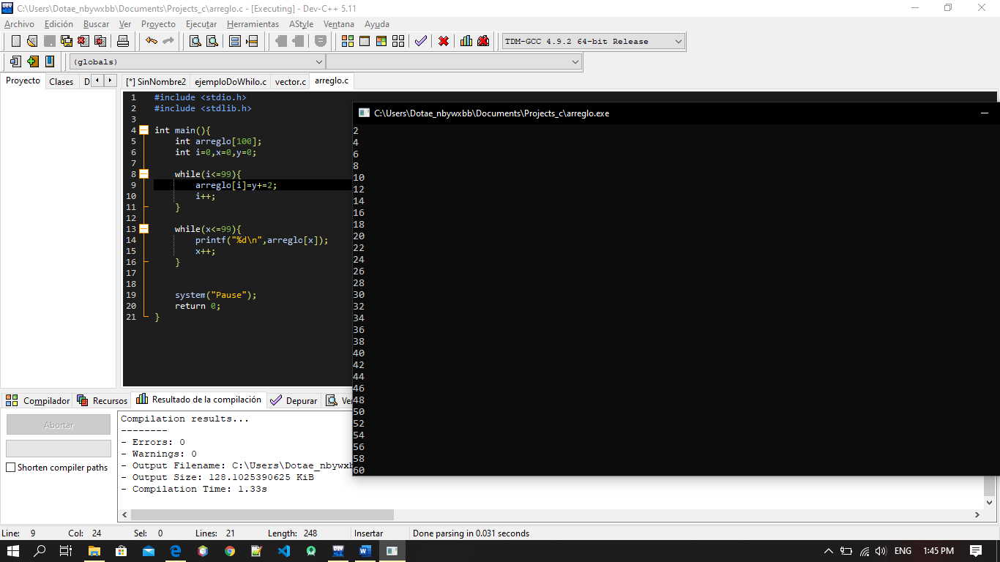 C:\Users\Dotae_nbywxbb\Documents\Projects_c\arreglo.c - [Executing] - Dev-C++ 5.11
Archivo Edición Buscar Ver Proyecto Ejecutar Herramientas AStyle Ventana Ayuda
TDM-GCC 4.9.2 64-bit Release
(globals)
Proyecto Clases D
[*] SinNombre2 ejemploDoWhilo.c vector.c arreglo.c
1 #include <stdio.h>
2 #include <stdlib.h>
3
4 int main(){
5 int arreglo[100];
6 int i=0,x=0,y=0;
7
8 while(i<=99){
9 arreglo[i]=y+=2;
10 i++;
11 }
12
13 while(x<=99){
14 printf("%d\n",arreglo[x]);
15 x++;
16 }
17
18
19 system("Pause");
20 return 0;
21 }
C:\Users\Dotae_nbywxbb\Documents\Projects_c\arreglo.exe
2
4
6
8
10
12
14
16
18
20
22
24
26
28
30
32
34
36
38
40
42
44
46
48
50
52
54
56
58
60
Compilador Recursos Resultado de la compilación Depurar
Abortar
Shorten compiler paths
Compilation results...
--------
- Errors: 0
- Warnings: 0
- Output Filename: C:\Users\Dotae_nbywxb
- Output Size: 128.1025390625 KiB
- Compilation Time: 1.33s
Line: 9 Col: 24 Sel: 0 Lines: 21 Length: 248 Insertar Done parsing in 0.031 seconds
ENG 1:45 PM